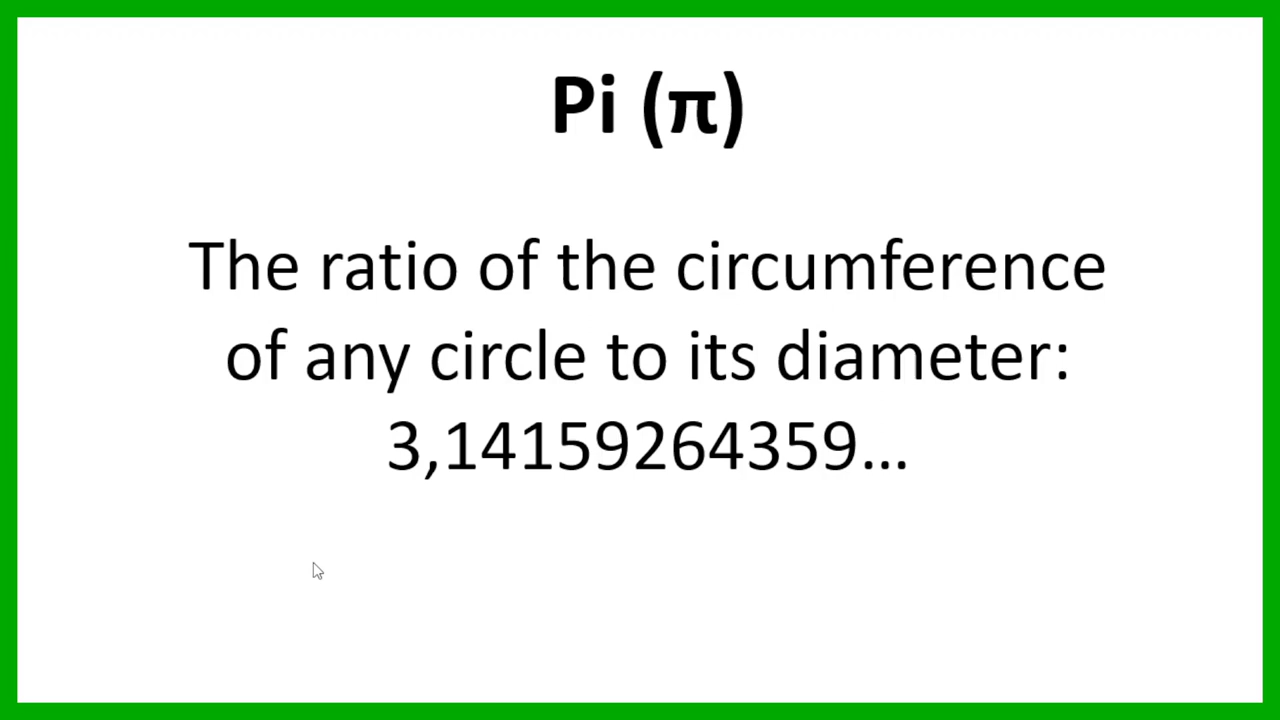 Pi (π)
The ratio of the circumference
of any circle to its diameter:
3,14159264359...